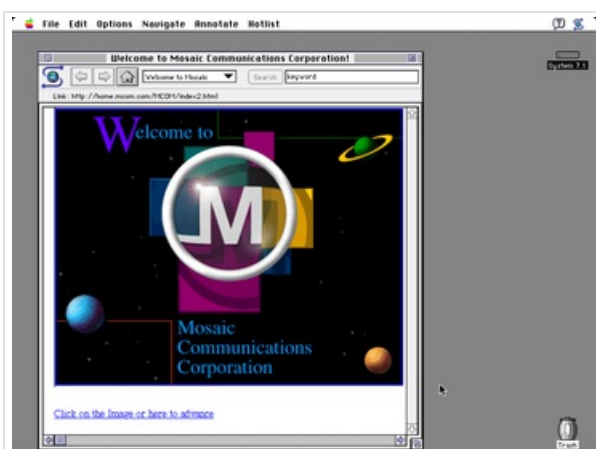 File Edit Options Navigate Annotate Hotlist
Welcome to Mosaic Communications Corporation!
System 7.1
Welcome to Mosaic
Search
keyword
Link: http://home.mcom.com/MCOM/index2.html
Welcome to
M
Mosaic
Communications
Corporation
Click on the Image or here to advance
Trash